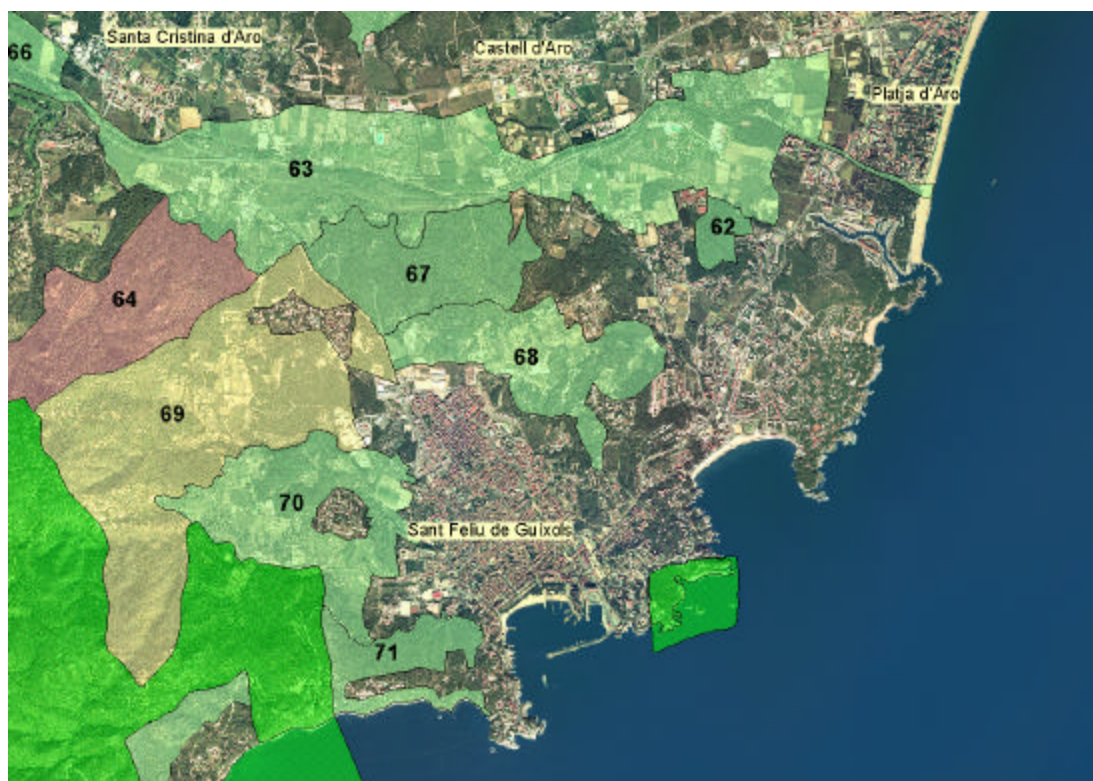 Santa Cristina d'Aro
66
Castell d'Aro
Platja d'Aro
63
62
67
64
68
69
70
Sant Feliu de Guíxols
71